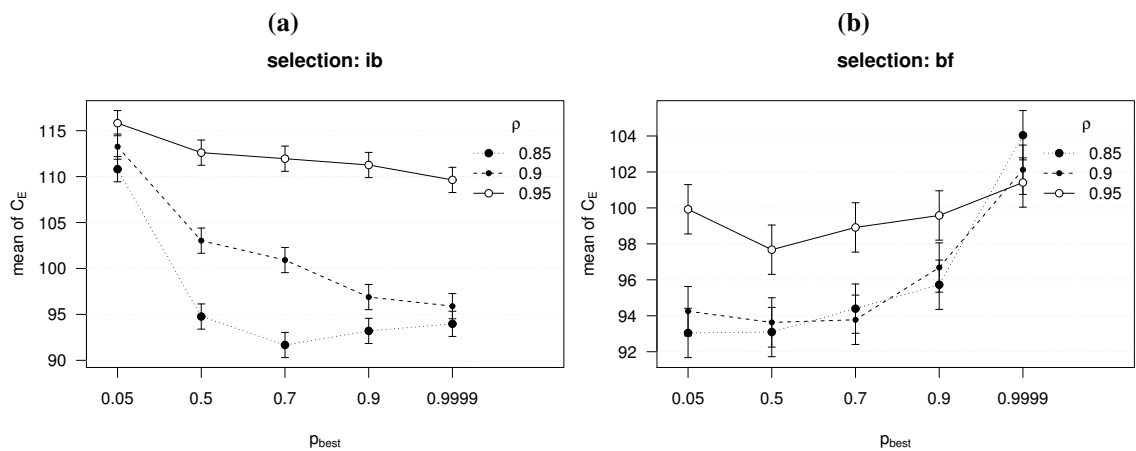 (a)
selection: ib
mean of C_E
115
110
105
100
95
90
0.05 0.5 0.7 0.9 0.9999
p_best
ρ
0.85
0.9
0.95
(b)
selection: bf
mean of C_E
104
102
100
98
96
94
92
0.05 0.5 0.7 0.9 0.9999
p_best
ρ
0.85
0.9
0.95